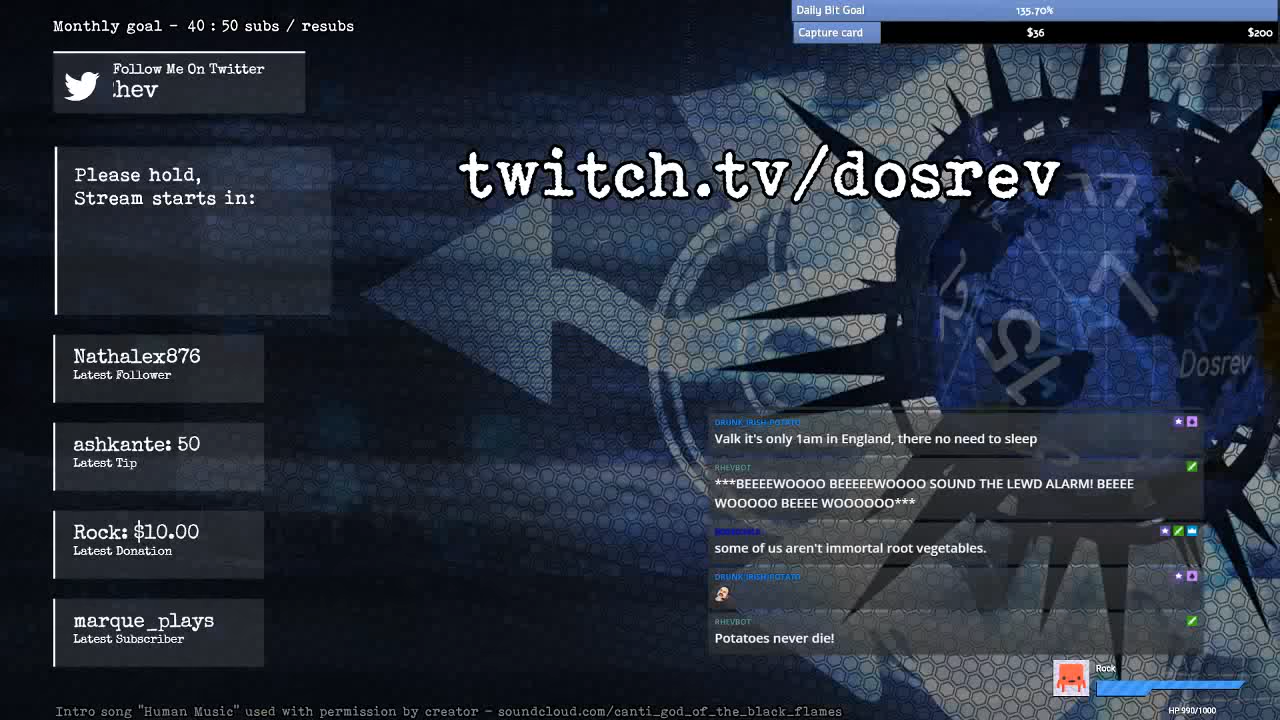 Monthly goal - 40 : 50 subs / resubs
Daily Bit Goal 135.70%
Capture card $36 $200
Follow Me On Twitter
.hev
twitch.tv/dosrev
Please hold,
Stream starts in:
Nathalex876
Latest Follower
ashkante: 50
Latest Tip
Rock: $10.00
Latest Donation
marque_plays
Latest Subscriber
Dosrev
DRUNK_IRISH_POTATO
Valk it's only 1am in England, there no need to sleep
RHEVBOT
***BEEEEWOOOO BEEEEEWOOOO SOUND THE LEWD ALARM! BEEEE
WOOOOO BEEEE WOOOOOO***
some of us aren't immortal root vegetables.
DRUNK_IRISH_POTATO
RHEVBOT
Potatoes never die!
Rock
HP 990/1000
Intro song "Human Music" used with permission by creator - soundcloud.com/canti_god_of_the_black_flames